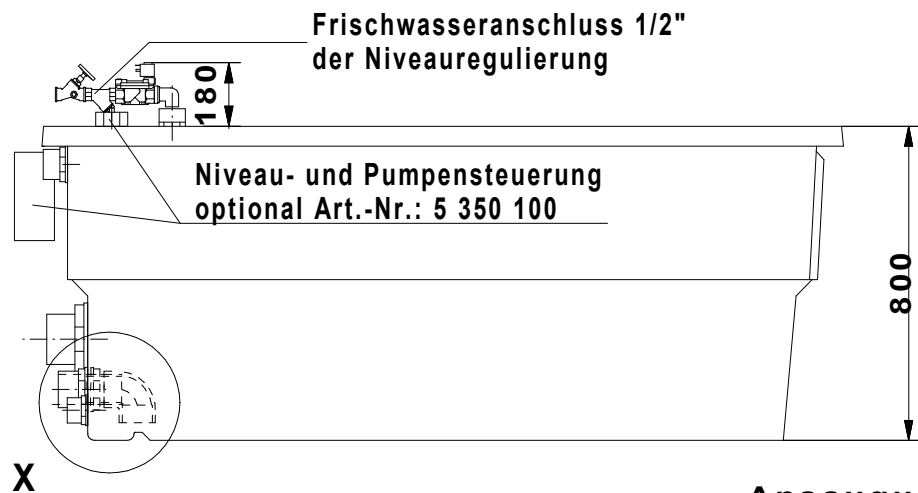 Frischwasseranschluss 1/2"
der Niveauregulierung
180
Niveau- und Pumpensteuerung
optional Art.-Nr.: 5 350 100
800
X